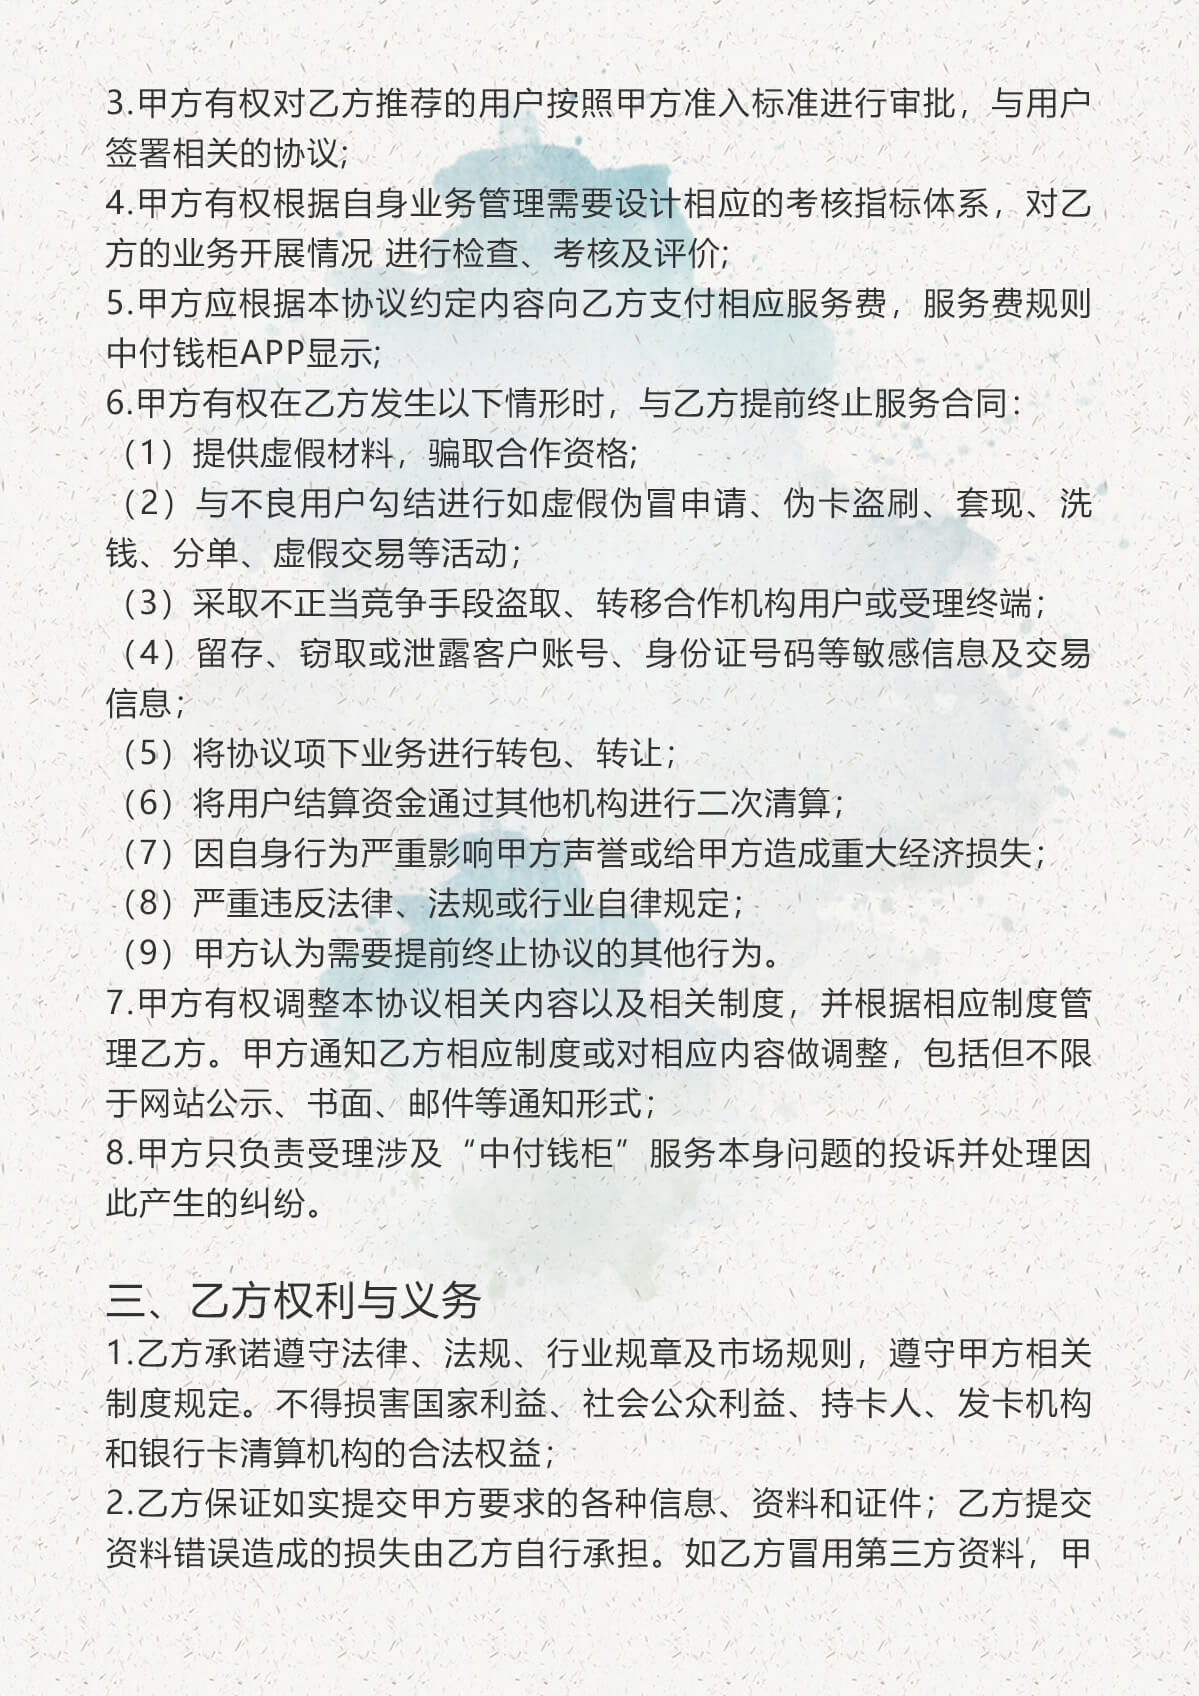 3.甲方有权对乙方推荐的用户按照甲方准入标准进行审批，与用户
签署相关的协议;
4.甲方有权根据自身业务管理需要设计相应的考核指标体系，对乙
方的业务开展情况 进行检查、考核及评价;
5.甲方应根据本协议约定内容向乙方支付相应服务费，服务费规则
中付钱柜APP显示;
6.甲方有权在乙方发生以下情形时，与乙方提前终止服务合同：
（1）提供虚假材料，骗取合作资格;
（2）与不良用户勾结进行如虚假伪冒申请、伪卡盗刷、套现、洗
钱、分单、虚假交易等活动；
（3）采取不正当竞争手段盗取、转移合作机构用户或受理终端；
（4）留存、窃取或泄露客户账号、身份证号码等敏感信息及交易
信息；
（5）将协议项下业务进行转包、转让；
（6）将用户结算资金通过其他机构进行二次清算；
（7）因自身行为严重影响甲方声誉或给甲方造成重大经济损失；
（8）严重违反法律、法规或行业自律规定；
（9）甲方认为需要提前终止协议的其他行为。
7.甲方有权调整本协议相关内容以及相关制度，并根据相应制度管
理乙方。甲方通知乙方相应制度或对相应内容做调整，包括但不限
于网站公示、书面、邮件等通知形式；
8.甲方只负责受理涉及“中付钱柜”服务本身问题的投诉并处理因
此产生的纠纷。
三、乙方权利与义务
1.乙方承诺遵守法律、法规、行业规章及市场规则，遵守甲方相关
制度规定。不得损害国家利益、社会公众利益、持卡人、发卡机构
和银行卡清算机构的合法权益；
2.乙方保证如实提交甲方要求的各种信息、资料和证件；乙方提交
资料错误造成的损失由乙方自行承担。如乙方冒用第三方资料，甲